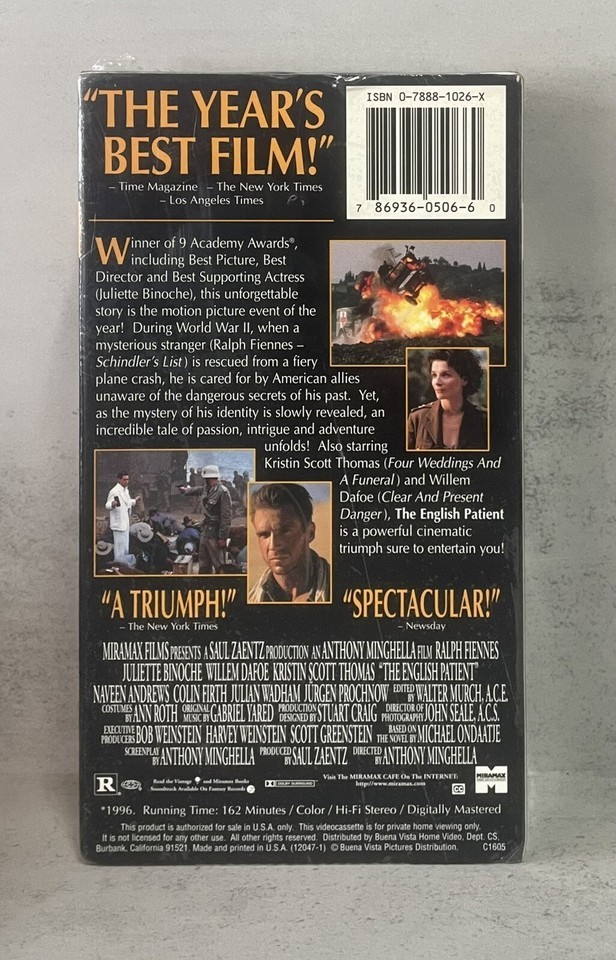 "THE YEAR'S
BEST FILM!"
– Time Magazine – The New York Times
– Los Angeles Times
ISBN 0-7888-1026-X
7 86936-0506-6 0
Winner of 9 Academy Awards®,
including Best Picture, Best
Director and Best Supporting Actress
(Juliette Binoche), this unforgettable
story is the motion picture event of the
year! During World War II, when a
mysterious stranger (Ralph Fiennes –
Schindler's List) is rescued from a fiery
plane crash, he is cared for by American allies
unaware of the dangerous secrets of his past. Yet,
as the mystery of his identity is slowly revealed, an
incredible tale of passion, intrigue and adventure
unfolds! Also starring
Kristin Scott Thomas (Four Weddings And
A Funeral) and Willem
Dafoe (Clear And Present
Danger), The English Patient
is a powerful cinematic
triumph sure to entertain you!
"A TRIUMPH!"
– The New York Times
"SPECTACULAR!"
– Newsday
MIRAMAX FILMS PRESENTS A SAUL ZAENTZ PRODUCTION AN ANTHONY MINGHELLA FILM RALPH FIENNES
JULIETTE BINOCHE WILLEM DAFOE KRISTIN SCOTT THOMAS "THE ENGLISH PATIENT"
NAVEEN ANDREWS COLIN FIRTH JULIAN WADHAM JÜRGEN PROCHNOW EDITED BY WALTER MURCH, A.C.E.
COSTUMES BY ANN ROTH ORIGINAL MUSIC BY GABRIEL YARED PRODUCTION DESIGNED BY STUART CRAIG DIRECTOR OF PHOTOGRAPHY JOHN SEALE, A.C.S.
EXECUTIVE PRODUCERS BOB WEINSTEIN HARVEY WEINSTEIN SCOTT GREENSTEIN BASED ON THE NOVEL BY MICHAEL ONDAATJE
SCREENPLAY BY ANTHONY MINGHELLA PRODUCED BY SAUL ZAENTZ DIRECTED BY ANTHONY MINGHELLA
R
Read the Vintage and Miramax Books
Soundtrack Available On Fantasy Records
DOLBY SURROUND
Visit The MIRAMAX CAFE On The INTERNET:
http://www.miramax.com
CC
MIRAMAX
*1996. Running Time: 162 Minutes / Color / Hi-Fi Stereo / Digitally Mastered
This product is authorized for sale in U.S.A. only. This videocassette is for private home viewing only.
It is not licensed for any other use. All other rights reserved. Distributed by Buena Vista Home Video, Dept. CS,
Burbank, California 91521. Made and printed in U.S.A. (12047-1) © Buena Vista Pictures Distribution. C1605